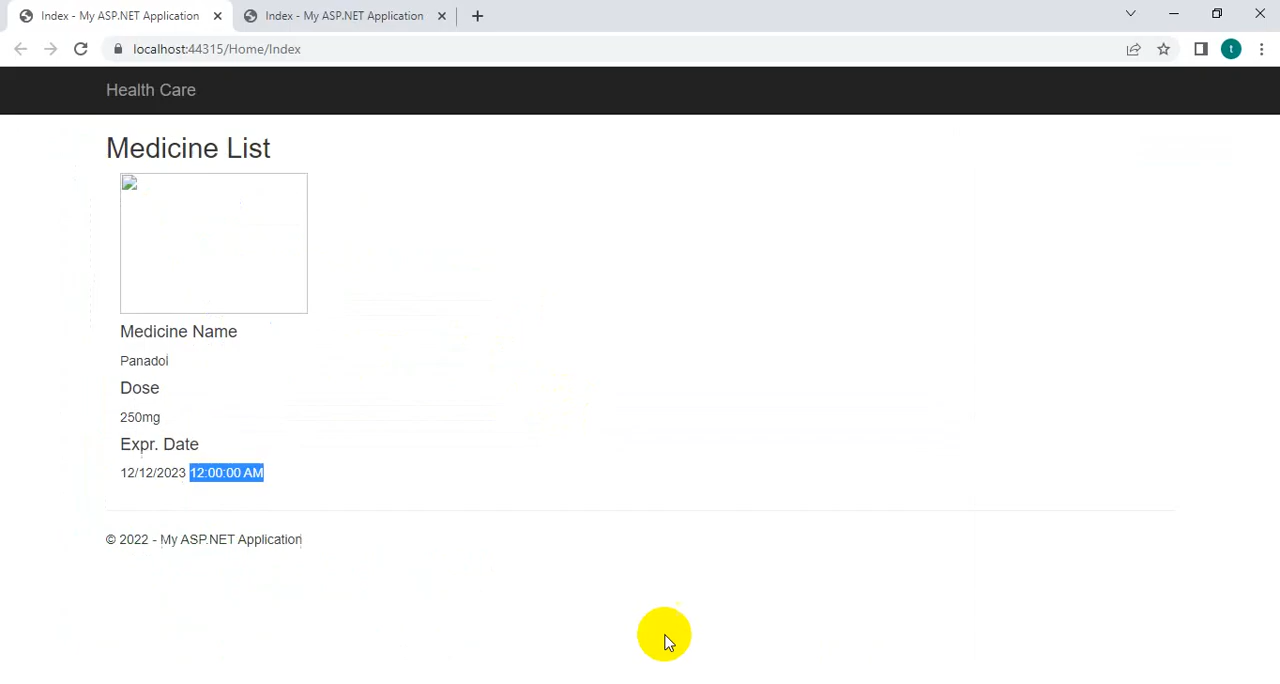 Index - My ASP.NET Application
Index - My ASP.NET Application
localhost:44315/Home/Index
t
Health Care
Medicine List
Medicine Name
Panadol
Dose
250mg
Expr. Date
12/12/2023 12:00:00 AM
© 2022 - My ASP.NET Application